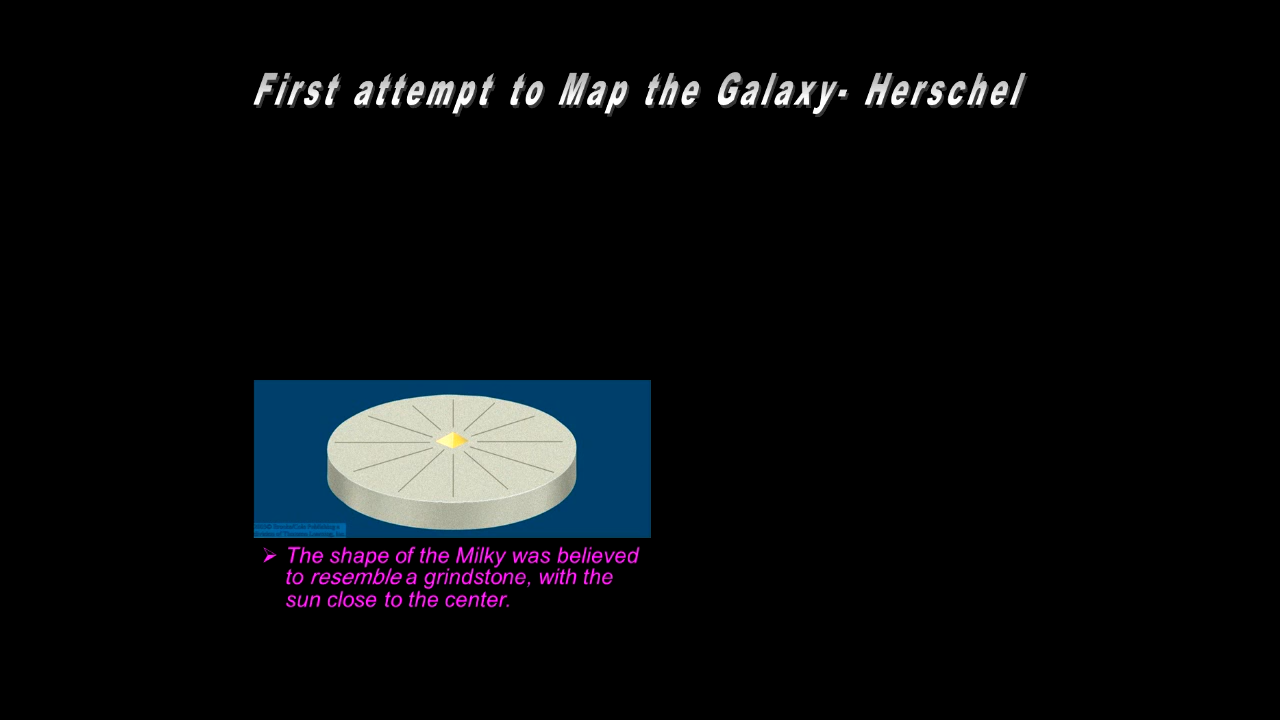 First attempt to Map the Galaxy- Herschel
The shape of the Milky was believed
to resemble a grindstone, with the
sun close to the center.